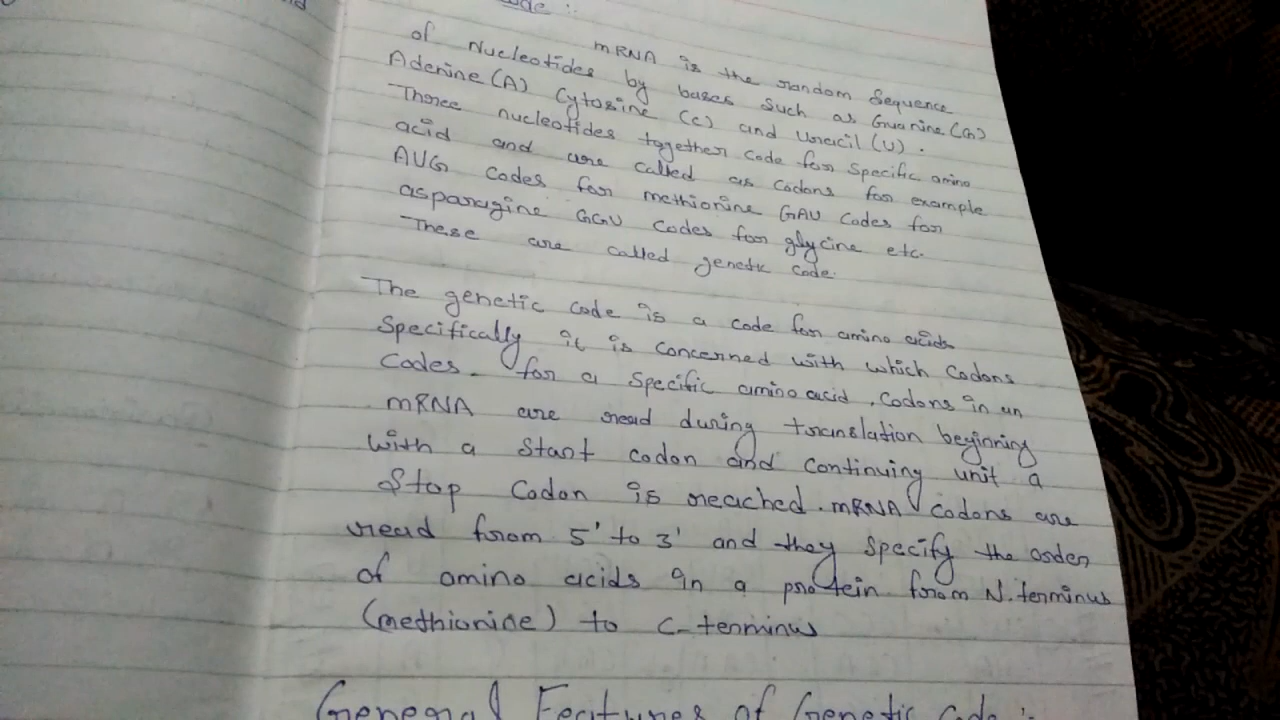 mRNA is the random Sequence
of Nucleotides by bases such as Guanine (G)
Adenine (A) Cytosine (C) and Uracil (U).
Three nucleotides together code for specific amino
acid and are called as codons for example
AUG codes for methionine GAU codes for
asparagine GGU codes for glycine etc.
These are called genetic code.
The genetic code is a code for amino acids
Specifically it is concerned with which codons
Codes for a specific amino acid. Codons in an
mRNA are read during translation beginning
with a start codon and continuing unit a
Stop codon is reached. mRNA codons are
read from 5' to 3' and they specify the order
of amino acids in a protein from N. terminus
(methionine) to C-terminus
General Features of Genetic Code :